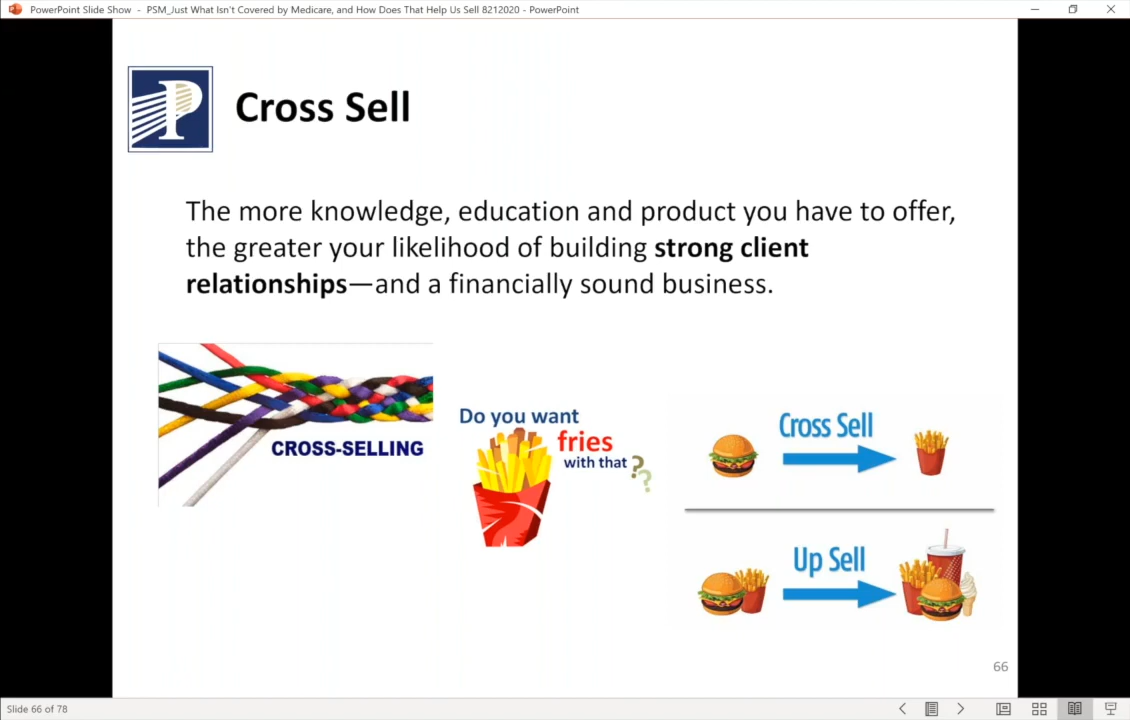 PowerPoint Slide Show - PSM_Just What Isn't Covered by Medicare, and How Does That Help Us Sell 8212020 - PowerPoint
P
Cross Sell
The more knowledge, education and product you have to offer,
the greater your likelihood of building strong client
relationships—and a financially sound business.
CROSS-SELLING
Do you want
fries
with that ??
Cross Sell
Up Sell
66
Slide 66 of 78